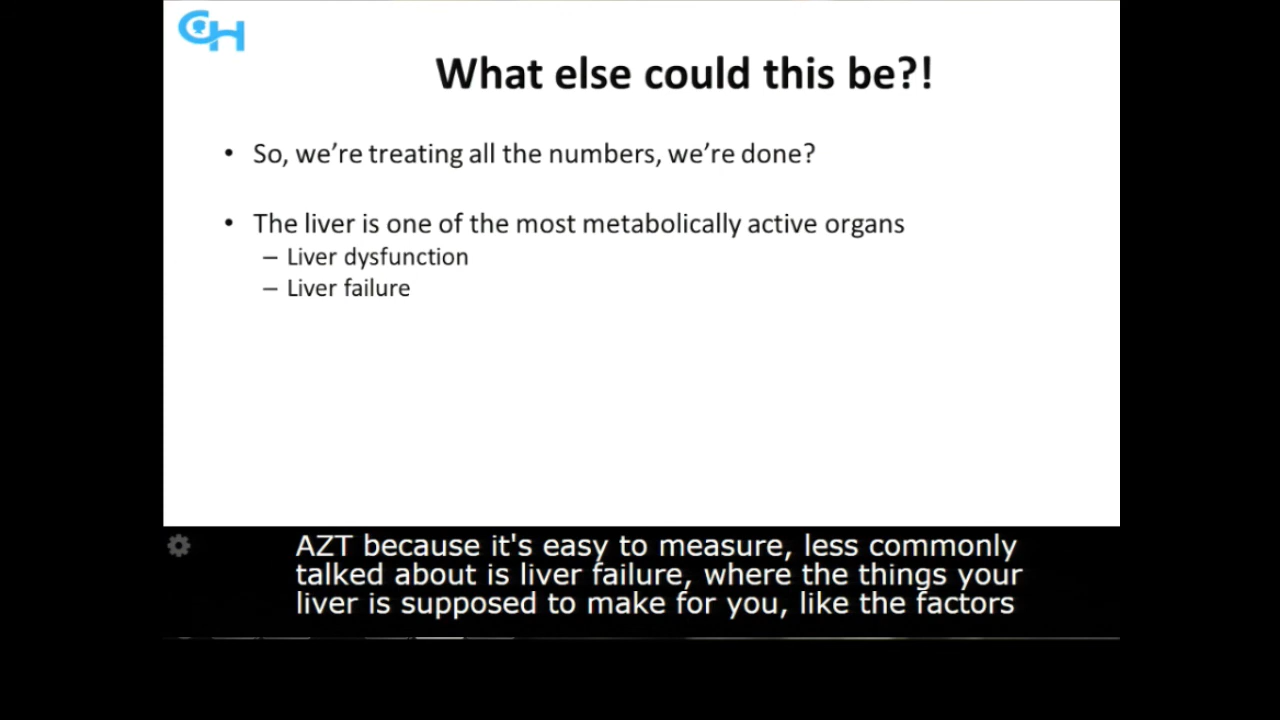 CH
What else could this be?!
• So, we're treating all the numbers, we're done?
• The liver is one of the most metabolically active organs
– Liver dysfunction
– Liver failure
AZT because it's easy to measure, less commonly
talked about is liver failure, where the things your
liver is supposed to make for you, like the factors